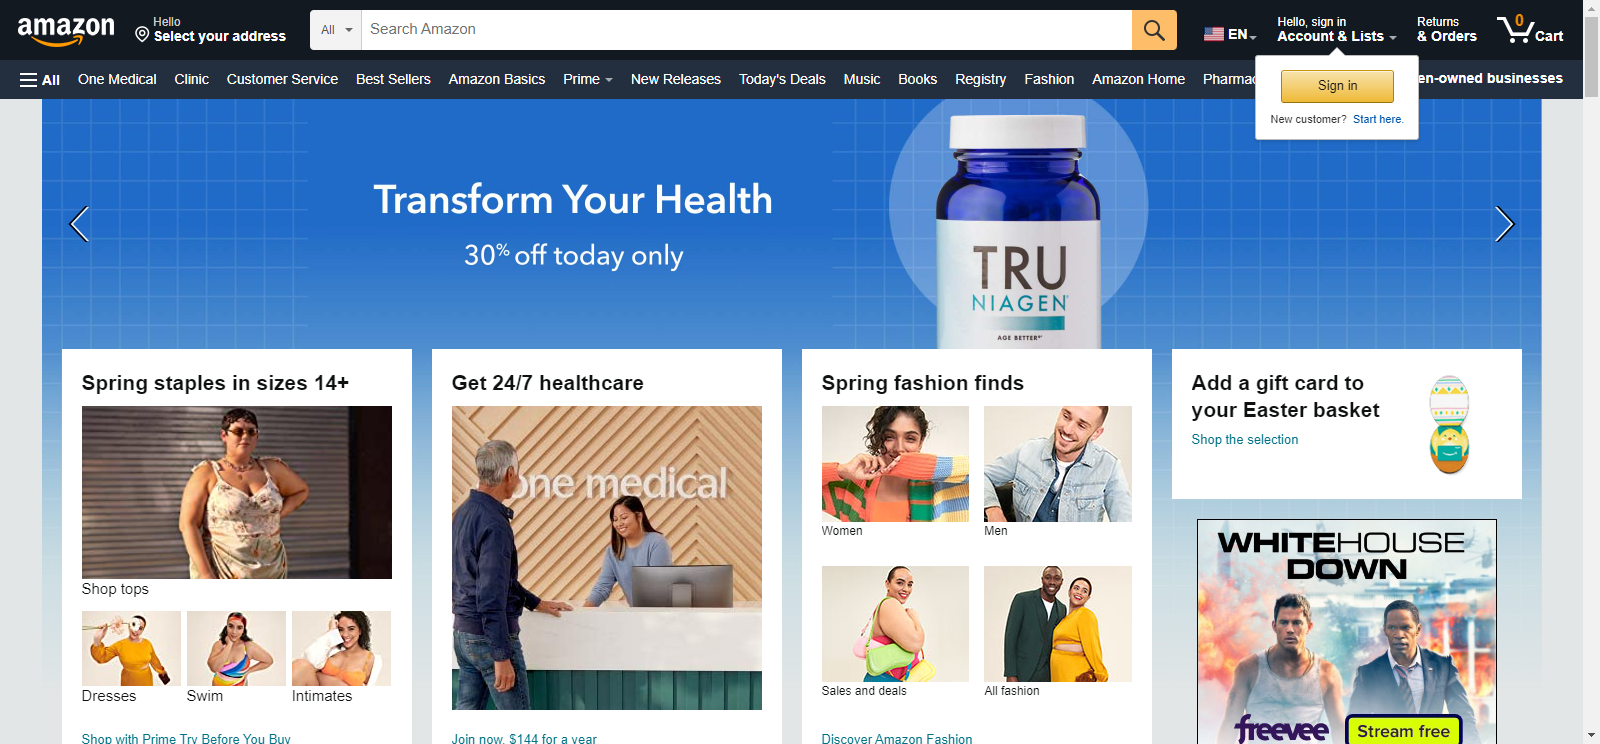 amazon
Hello
Select your address
All
Search Amazon
EN
Hello, sign in
Account & Lists
Returns
& Orders
0
Cart
All
One Medical
Clinic
Customer Service
Best Sellers
Amazon Basics
Prime
New Releases
Today's Deals
Music
Books
Registry
Fashion
Amazon Home
Pharmac
en-owned businesses
Sign in
New customer? Start here.
Transform Your Health
30% off today only
TRU
NIAGEN
AGE BETTER
Spring staples in sizes 14+
Shop tops
Dresses
Swim
Intimates
Shop with Prime Try Before You Buy
Get 24/7 healthcare
one medical
Join now, $144 for a year
Spring fashion finds
Women
Men
Sales and deals
All fashion
Discover Amazon Fashion
Add a gift card to
your Easter basket
Shop the selection
WHITE HOUSE
DOWN
freevee
Stream free